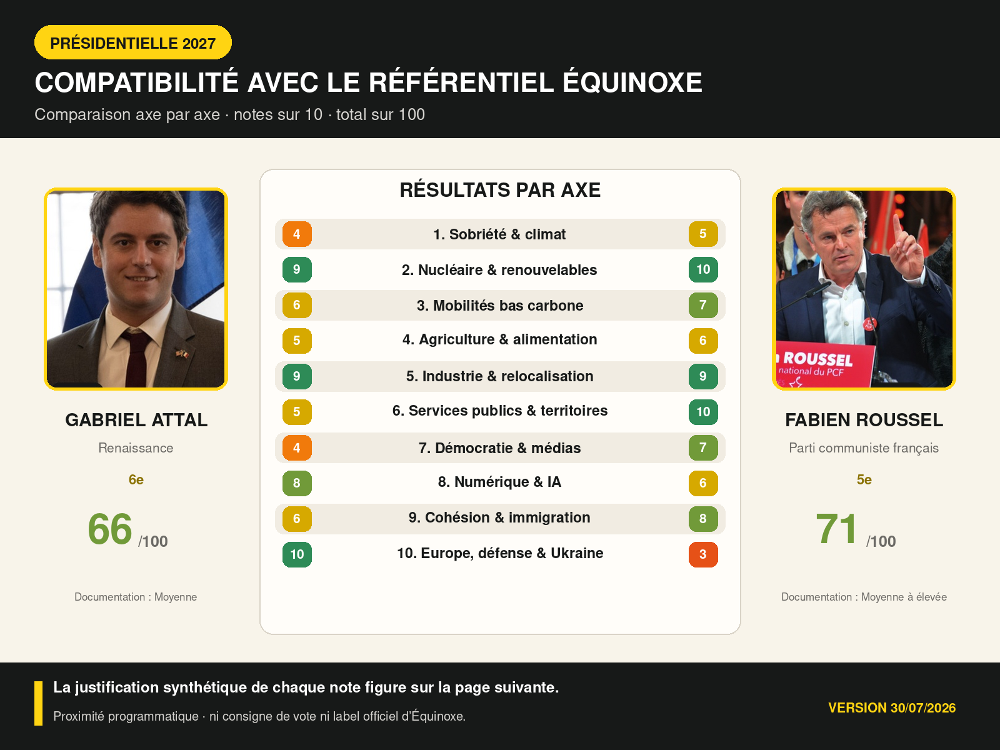 PRÉSIDENTIELLE 2027
COMPATIBILITÉ AVEC LE RÉFÉRENTIEL ÉQUINOXE
Comparaison axe par axe · notes sur 10 · total sur 100
RÉSULTATS PAR AXE
4 1. Sobriété & climat 5
9 2. Nucléaire & renouvelables 10
6 3. Mobilités bas carbone 7
5 4. Agriculture & alimentation 6
9 5. Industrie & relocalisation 9
5 6. Services publics & territoires 10
4 7. Démocratie & médias 7
8 8. Numérique & IA 6
6 9. Cohésion & immigration 8
10 10. Europe, défense & Ukraine 3
GABRIEL ATTAL
Renaissance
6e
66 /100
Documentation : Moyenne
ROUSSEL
national du PCF
FABIEN ROUSSEL
Parti communiste français
5e
71 /100
Documentation : Moyenne à élevée
La justification synthétique de chaque note figure sur la page suivante.
Proximité programmatique · ni consigne de vote ni label officiel d’Équinoxe.
VERSION 30/07/2026